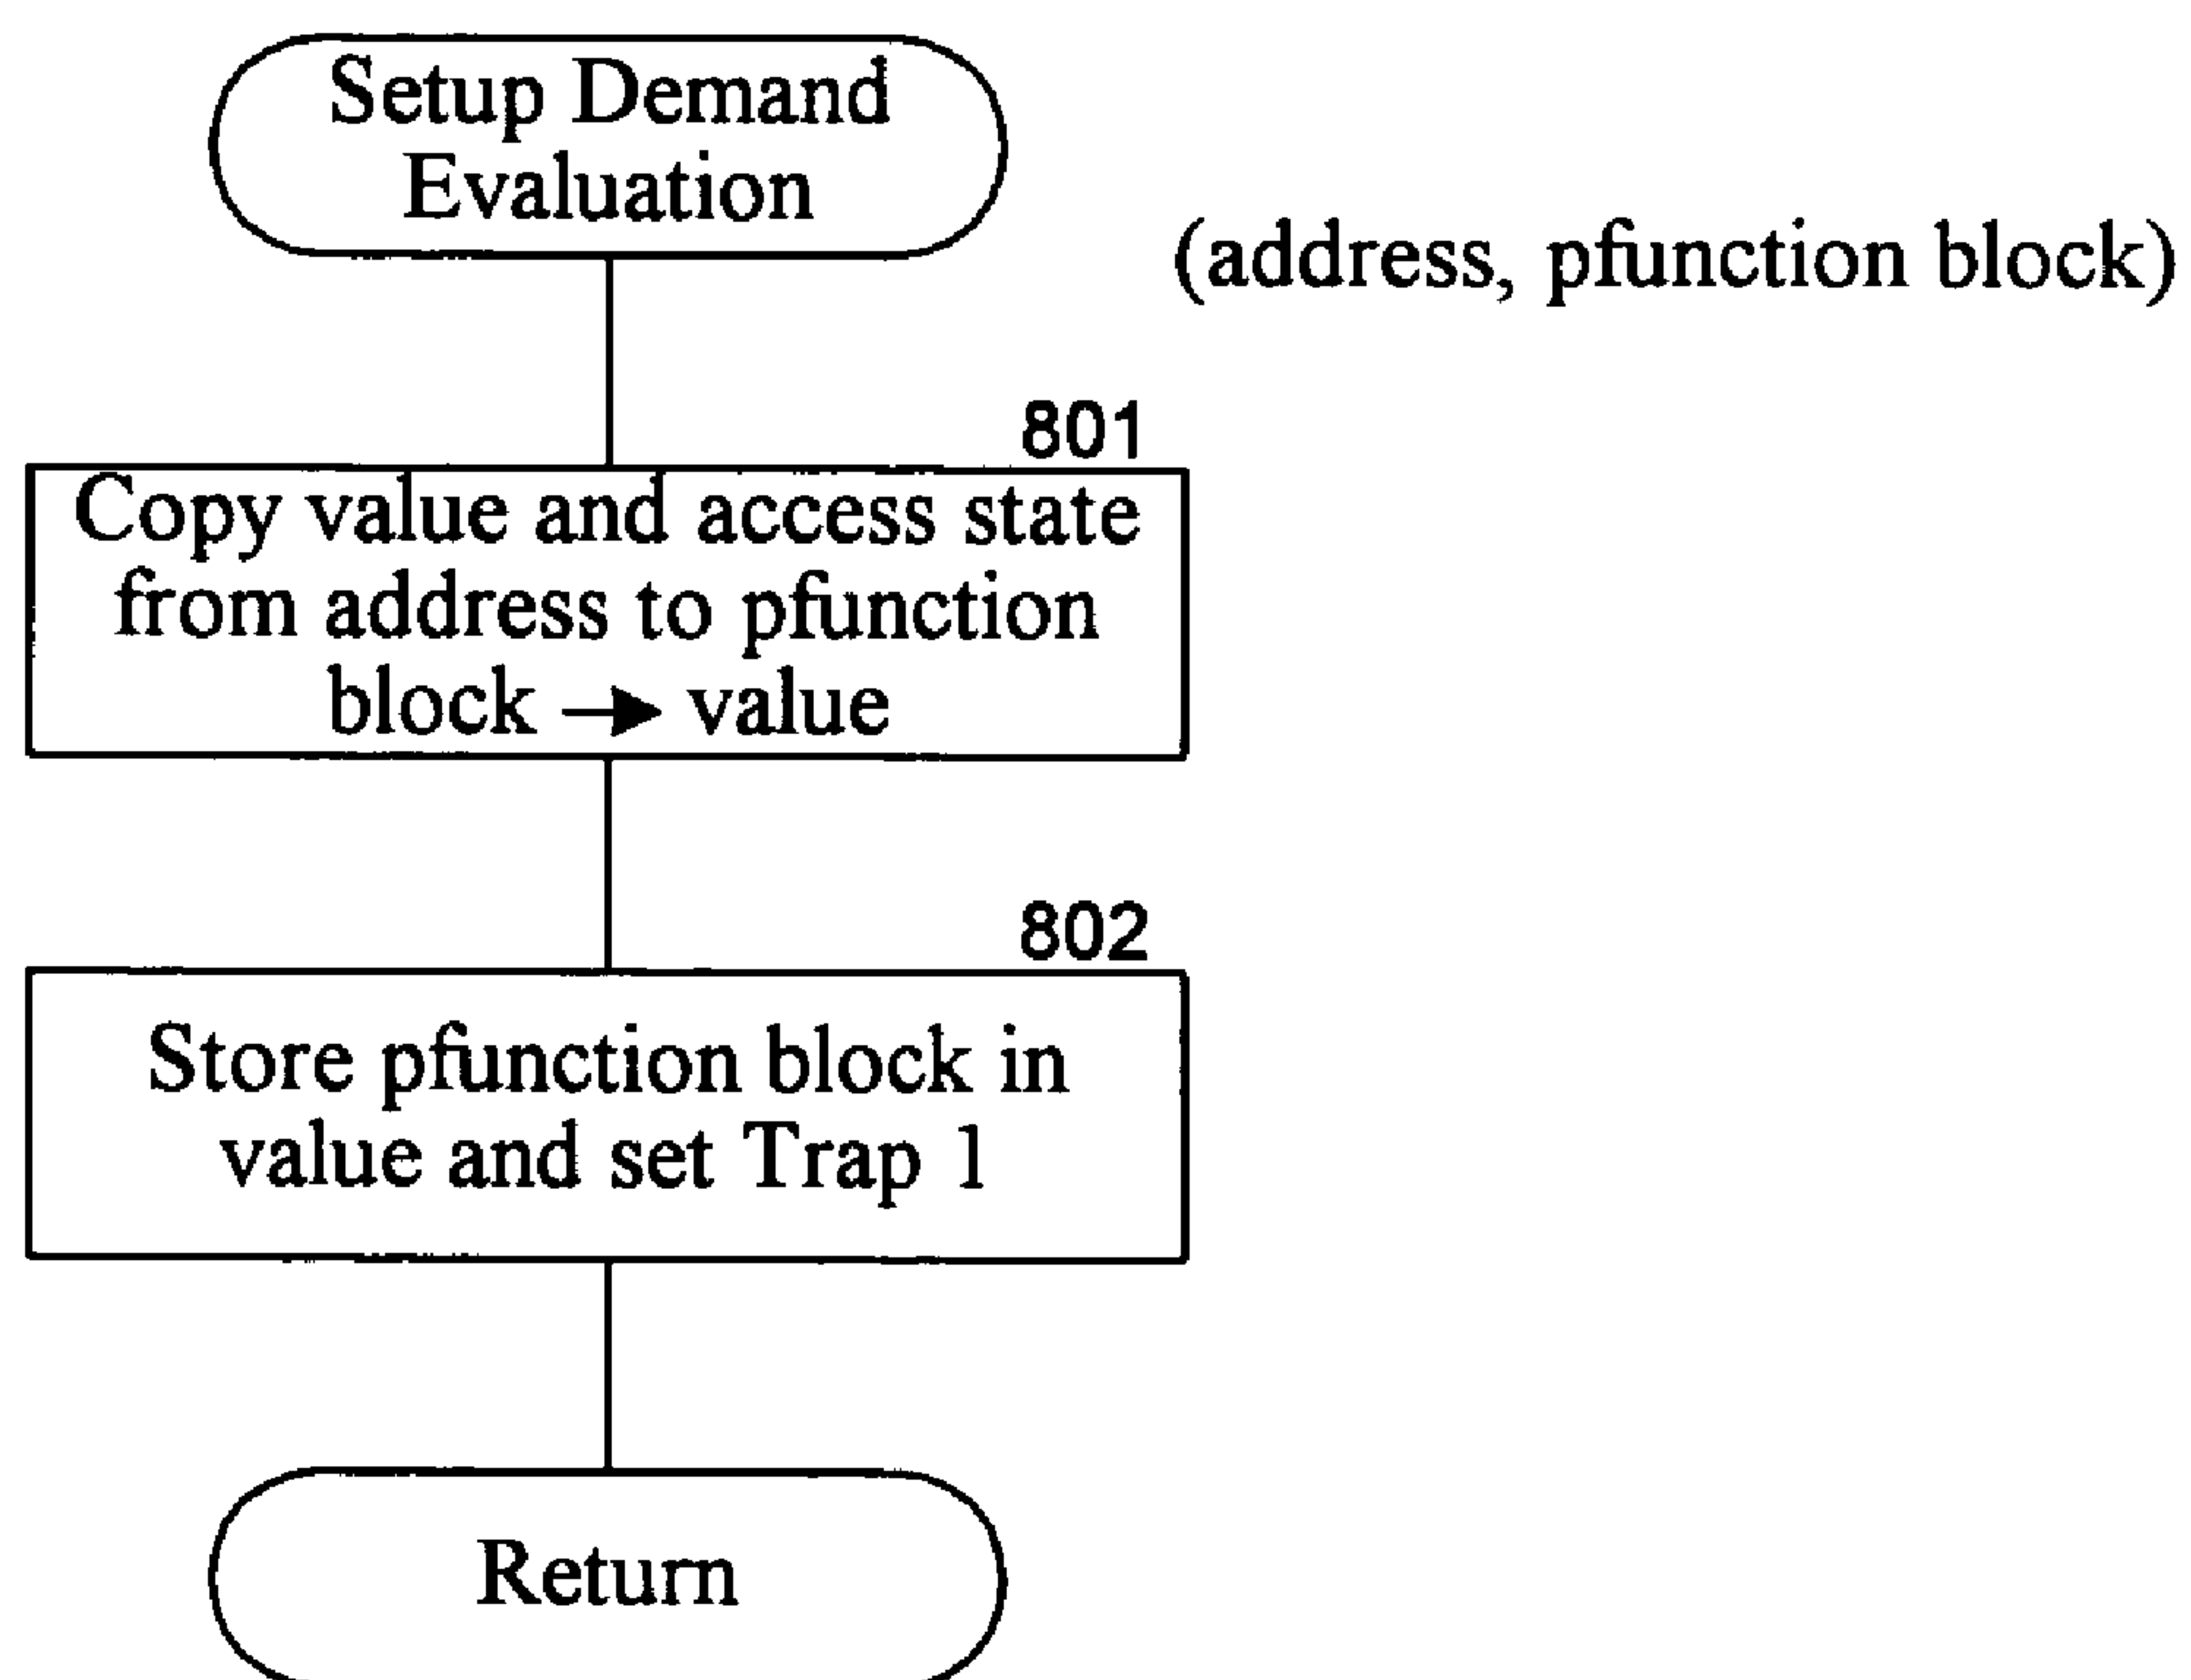 Setup Demand
Evaluation
(address, pfunction block)
801
Copy value and access state
from address to pfunction
block → value
802
Store pfunction block in
value and set Trap 1
Return